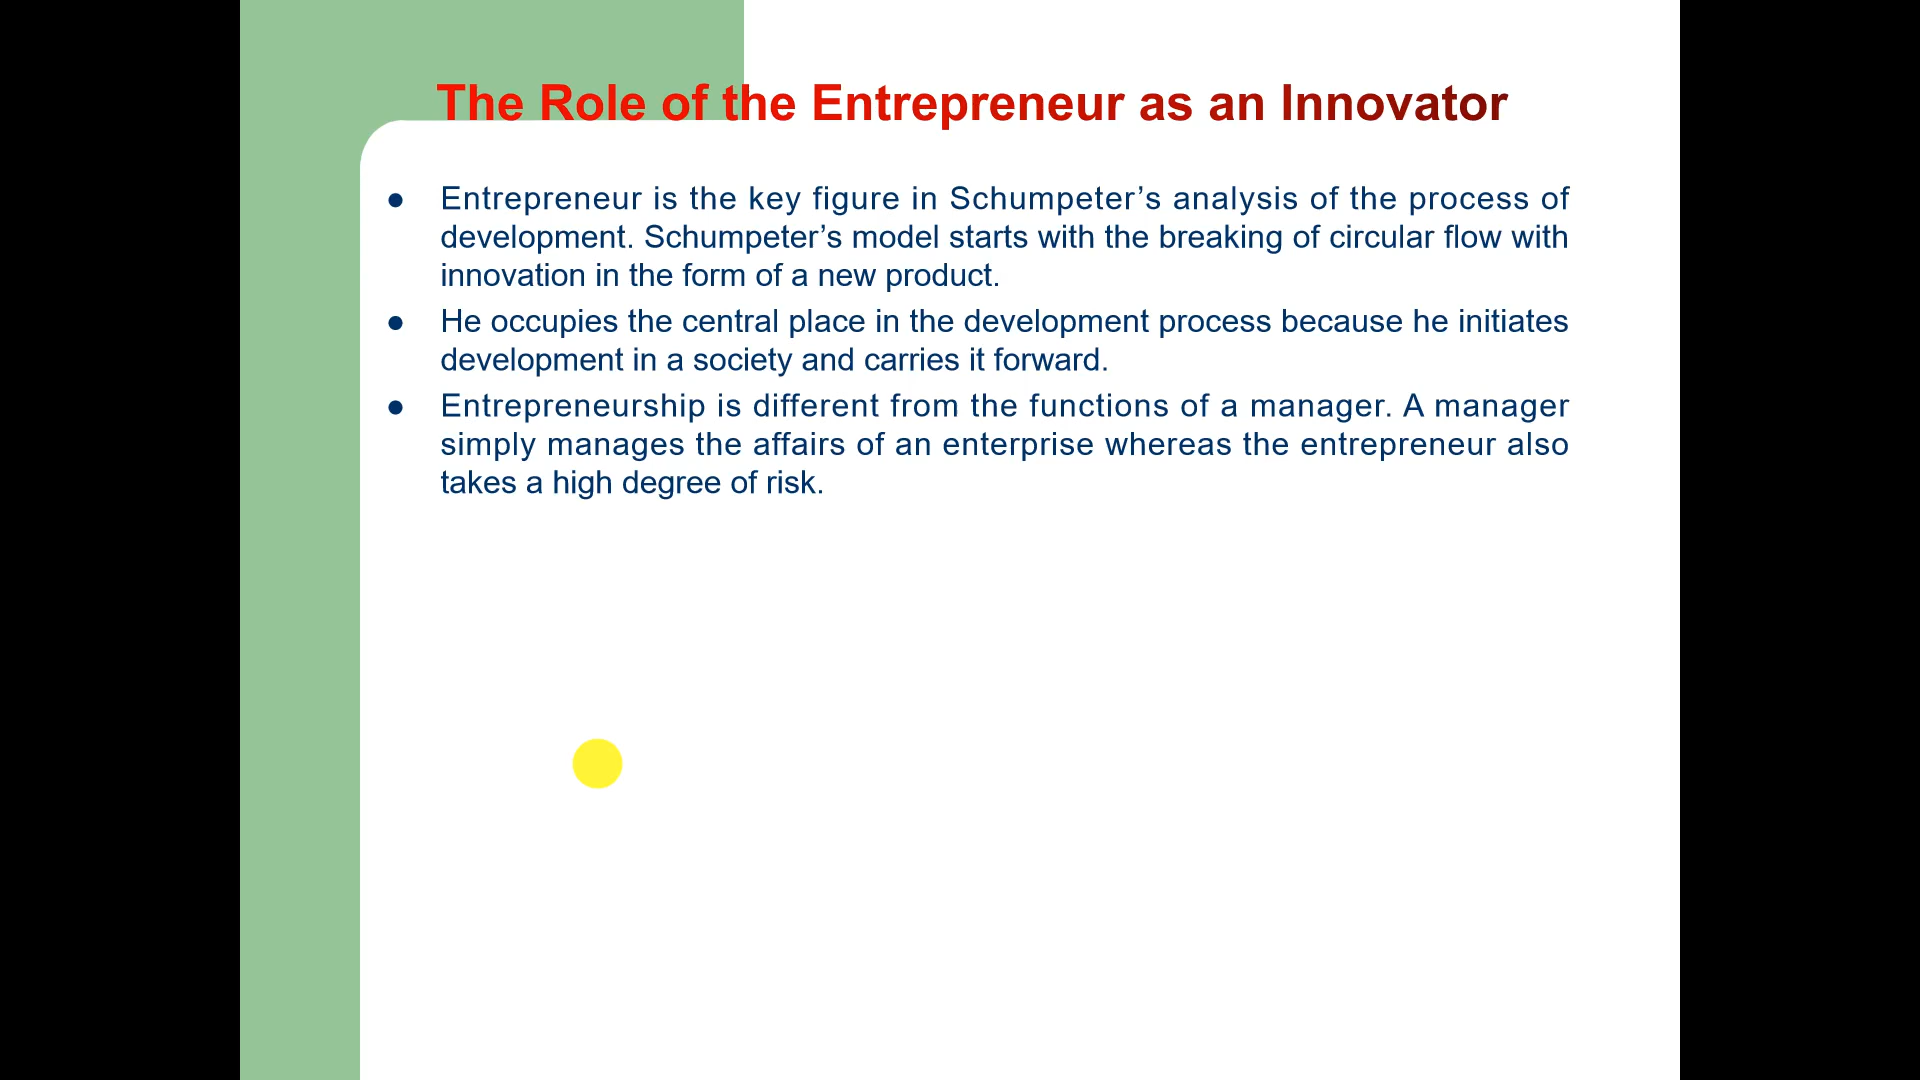 The Role of the Entrepreneur as an Innovator
● Entrepreneur is the key figure in Schumpeter’s analysis of the process of
development. Schumpeter’s model starts with the breaking of circular flow with
innovation in the form of a new product.
● He occupies the central place in the development process because he initiates
development in a society and carries it forward.
● Entrepreneurship is different from the functions of a manager. A manager
simply manages the affairs of an enterprise whereas the entrepreneur also
takes a high degree of risk.